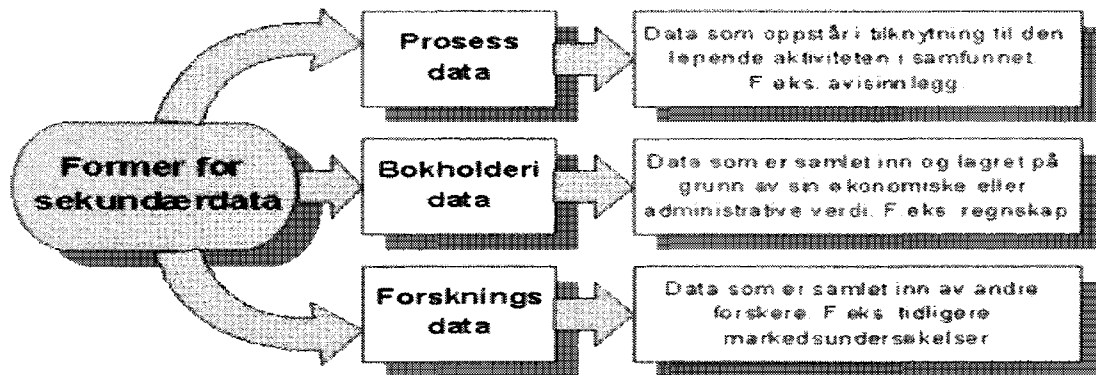 Former for
sekundærdata
Prosess
data
Data som oppstår i tilknytning til den
løpende aktiviteten i samfunnet.
F.eks. avisinnlegg
Bokholderi
data
Data som er samlet inn og lagret på
grunn av sin økonomiske eller
administrative verdi. F.eks. regnskap
Forsknings
data
Data som er samlet inn av andre
forskere. F.eks. tidligere
markedsundersøkelser